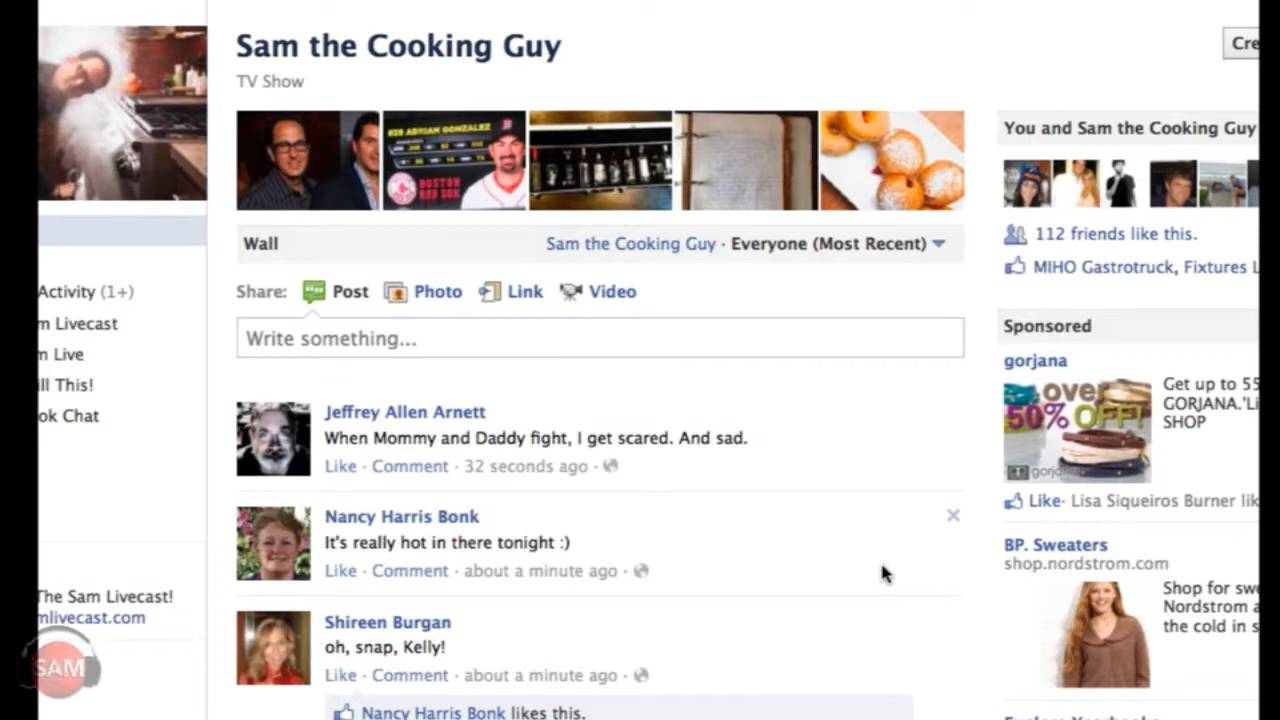 Sam the Cooking Guy
TV Show
Cre
#28 ADRIAN GONZALEZ
BOSTON
RED SOX
You and Sam the Cooking Guy
112 friends like this.
MIHO Gastrotruck, Fixtures L
Wall
Sam the Cooking Guy · Everyone (Most Recent)
Share: Post Photo Link Video
Write something...
Activity (1+)
m Livecast
m Live
ill This!
ok Chat
The Sam Livecast!
mlivecast.com
SAM
Jeffrey Allen Arnett
When Mommy and Daddy fight, I get scared. And sad.
Like · Comment · 32 seconds ago ·
Nancy Harris Bonk
It's really hot in there tonight :)
Like · Comment · about a minute ago ·
Shireen Burgan
oh, snap, Kelly!
Like · Comment · about a minute ago ·
Nancy Harris Bonk likes this.
Sponsored
gorjana
over
50% OFF!
gorjana
Get up to 55
GORJANA.'Li
SHOP
Like · Lisa Siqueiros Burner lik
BP. Sweaters
shop.nordstrom.com
Shop for swe
Nordstrom a
the cold in s